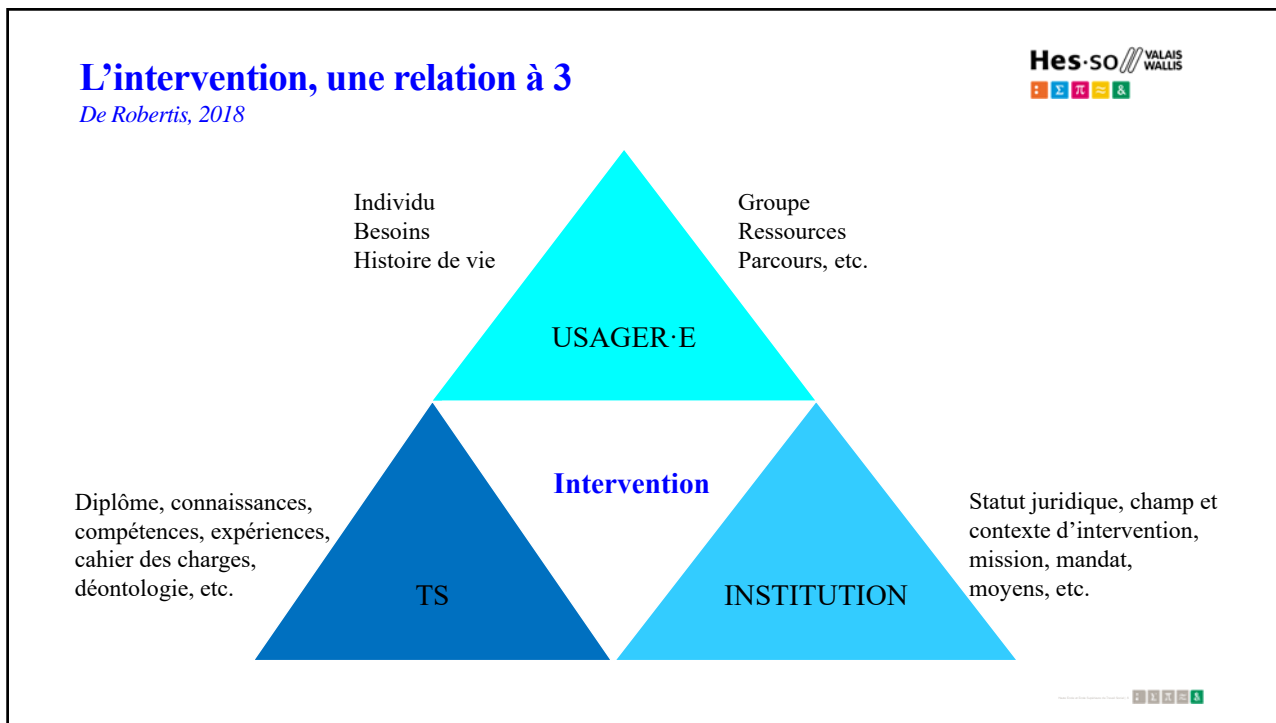 L’intervention, une relation à 3
De Robertis, 2018
Hes·so// VALAIS
WALLIS
: Σ π ≈ &
Individu
Besoins
Histoire de vie
Groupe
Ressources
Parcours, etc.
USAGER·E
Intervention
Diplôme, connaissances,
compétences, expériences,
cahier des charges,
déontologie, etc.
TS
INSTITUTION
Statut juridique, champ et
contexte d’intervention,
mission, mandat,
moyens, etc.
: Σ π ≈ &